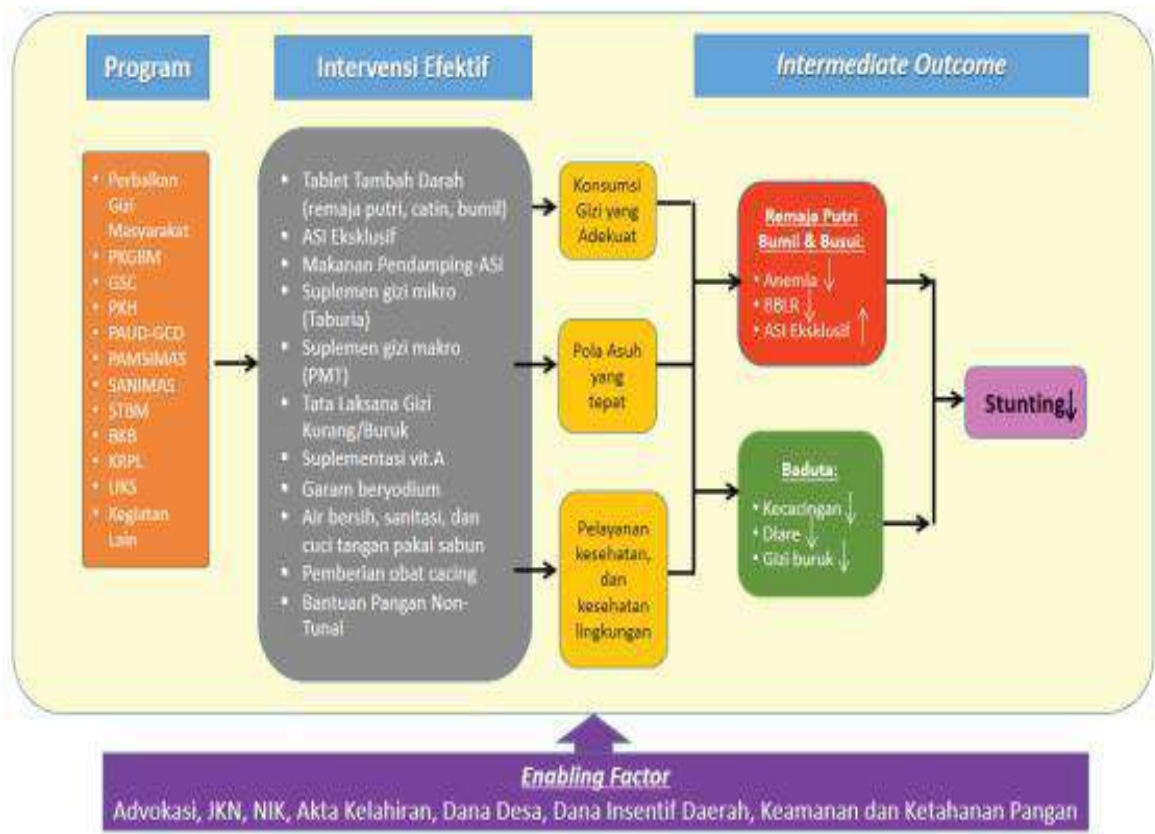 Program
Intervensi Efektif
Intermediate Outcome
• Perbaikan
Gizi
Masyarakat
• PKGBM
• GSC
• PKH
• PAUD-GCD
• PAMSIMAS
• SANIMAS
• STBM
• BKB
• KRPL
• UKS
• Kegiatan
Lain
• Tablet Tambah Darah
(remaja putri, catin, bumil)
• ASI Eksklusif
• Makanan Pendamping-ASI
• Suplemen gizi mikro
(Taburia)
• Suplemen gizi makro
(PMT)
• Tata Laksana Gizi
Kurang/Buruk
• Suplementasi vit.A
• Garam beryodium
• Air bersih, sanitasi, dan
cuci tangan pakai sabun
• Pemberian obat cacing
• Bantuan Pangan Non-
Tunai
Konsumsi
Gizi yang
Adekuat
Pola Asuh
yang
tepat
Pelayanan
kesehatan,
dan
kesehatan
lingkungan
Remaja Putri
Bumil & Busui:
• Anemia ↓
• BBLR ↓
• ASI Eksklusif ↑
Baduta:
• Kecacingan ↓
• Diare ↓
• Gizi buruk ↓
Stunting↓
Enabling Factor
Advokasi, JKN, NIK, Akta Kelahiran, Dana Desa, Dana Insentif Daerah, Keamanan dan Ketahanan Pangan